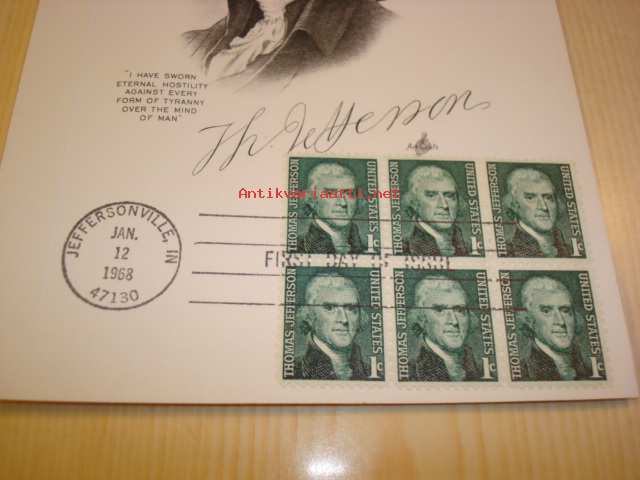 "I HAVE SWORN
ETERNAL HOSTILITY
AGAINST EVERY
FORM OF TYRANNY
OVER THE MIND
OF MAN"
Th. Jefferson
Antikvariaatti.net
JEFFERSONVILLE, IN
JAN.
12
1968
47130
FIRST DAY OF ISSUE
THOMAS JEFFERSON
UNITED STATES
1c
THOMAS JEFFERSON
UNITED STATES
1c
THOMAS JEFFERSON
UNITED STATES
1c
THOMAS JEFFERSON
UNITED STATES
1c
THOMAS JEFFERSON
UNITED STATES
1c
THOMAS JEFFERSON
UNITED STATES
1c